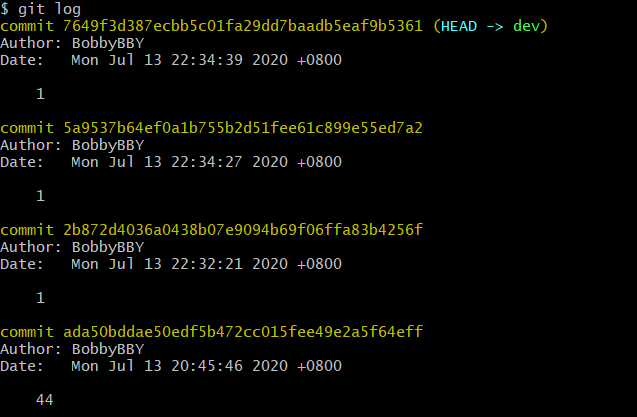 $ git log
commit 7649f3d387ecbb5c01fa29dd7baadb5eaf9b5361 (HEAD -> dev)
Author: BobbyBBY
Date:   Mon Jul 13 22:34:39 2020 +0800
1
commit 5a9537b64ef0a1b755b2d51fee61c899e55ed7a2
Author: BobbyBBY
Date:   Mon Jul 13 22:34:27 2020 +0800
1
commit 2b872d4036a0438b07e9094b69f06ffa83b4256f
Author: BobbyBBY
Date:   Mon Jul 13 22:32:21 2020 +0800
1
commit ada50bddae50edf5b472cc015fee49e2a5f64eff
Author: BobbyBBY
Date:   Mon Jul 13 20:45:46 2020 +0800
44